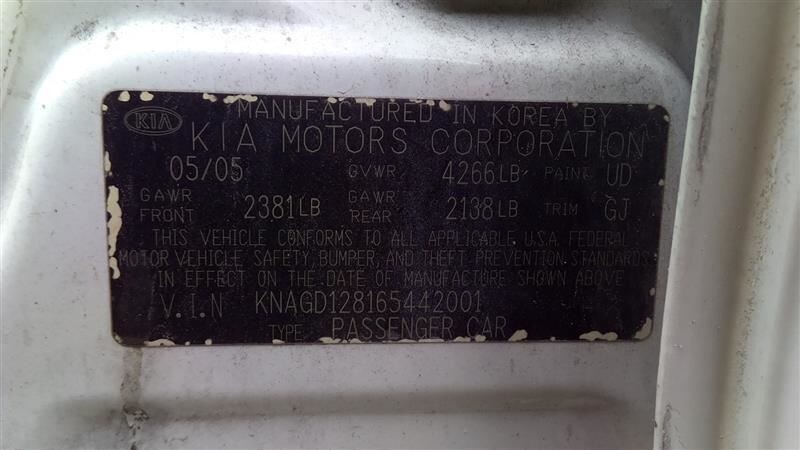 MANUFACTURED IN KOREA BY
KIA
KIA MOTORS CORPORATION
05/05 GVWR 4266LB PAINT UD
GAWR FRONT 2381LB GAWR REAR 2138LB TRIM GJ
THIS VEHICLE CONFORMS TO ALL APPLICABLE U.S.A. FEDERAL
MOTOR VEHICLE SAFETY, BUMPER, AND THEFT PREVENTION STANDARDS
IN EFFECT ON THE DATE OF MANUFACTURE SHOWN ABOVE
V.I.N KNAGD128165442001
TYPE PASSENGER CAR